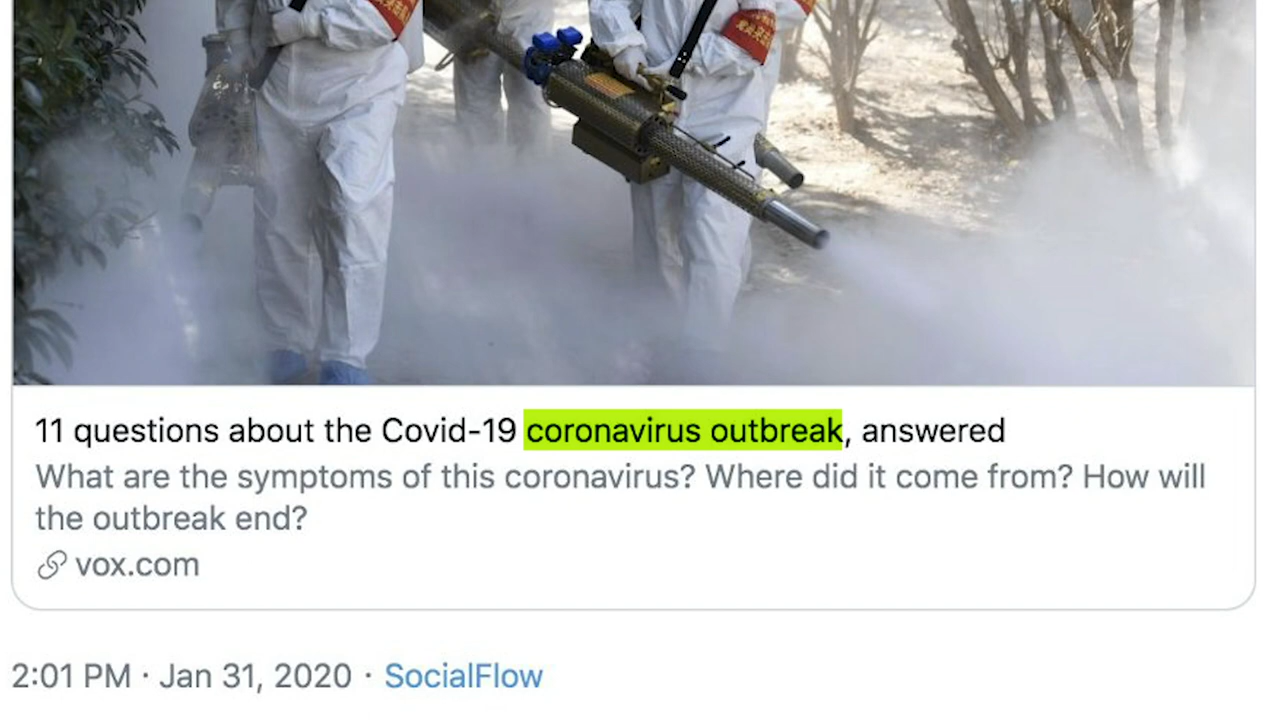 11 questions about the Covid-19 coronavirus outbreak, answered
What are the symptoms of this coronavirus? Where did it come from? How will
the outbreak end?
vox.com
2:01 PM · Jan 31, 2020 · SocialFlow